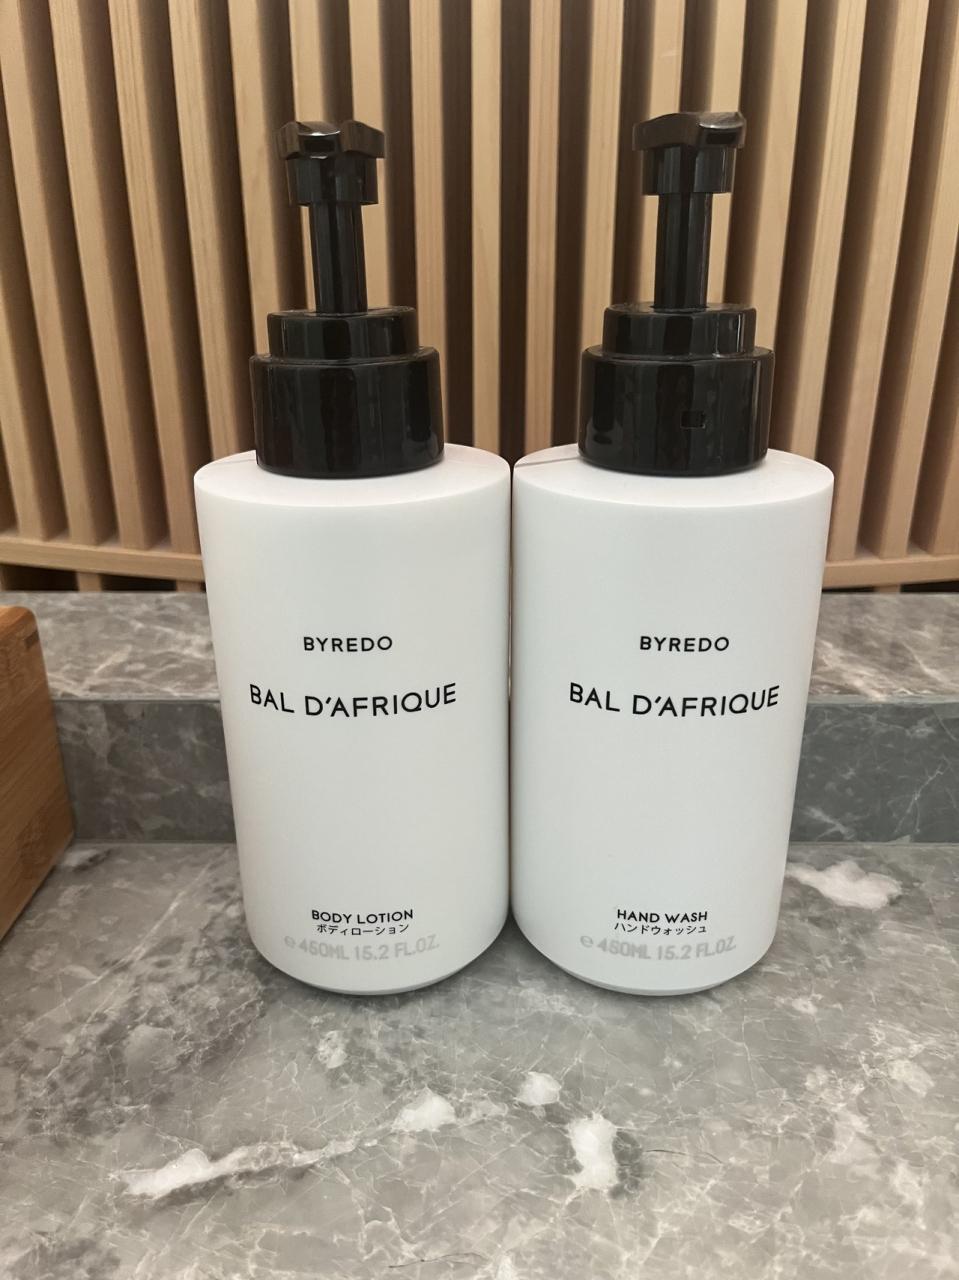 BYREDO
BAL D'AFRIQUE
BODY LOTION
ボディローション
e 450ML 15.2 FL.OZ.
BYREDO
BAL D'AFRIQUE
HAND WASH
ハンドウォッシュ
e 450ML 15.2 FL.OZ.